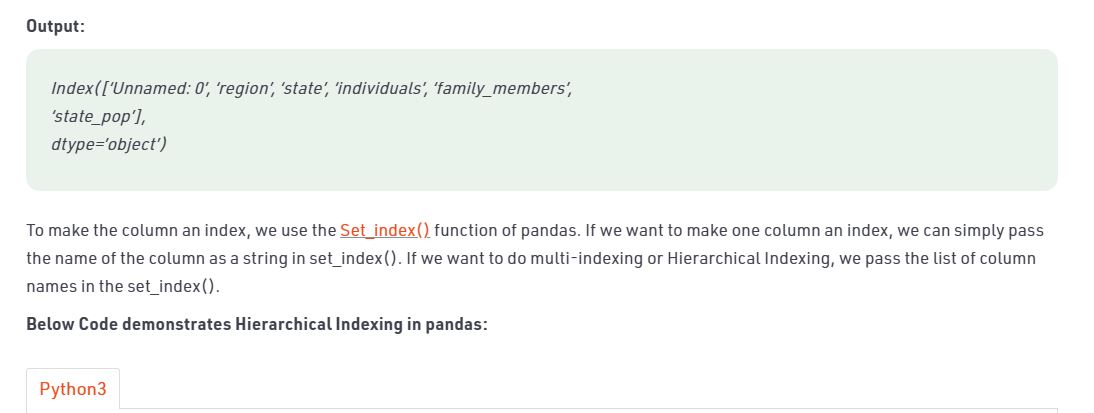 Output:
Index(['Unnamed: 0', 'region', 'state', 'individuals', 'family_members',
'state_pop'],
dtype='object')
To make the column an index, we use the Set_index() function of pandas. If we want to make one column an index, we can simply pass
the name of the column as a string in set_index(). If we want to do multi-indexing or Hierarchical Indexing, we pass the list of column
names in the set_index().
Below Code demonstrates Hierarchical Indexing in pandas:
Python3